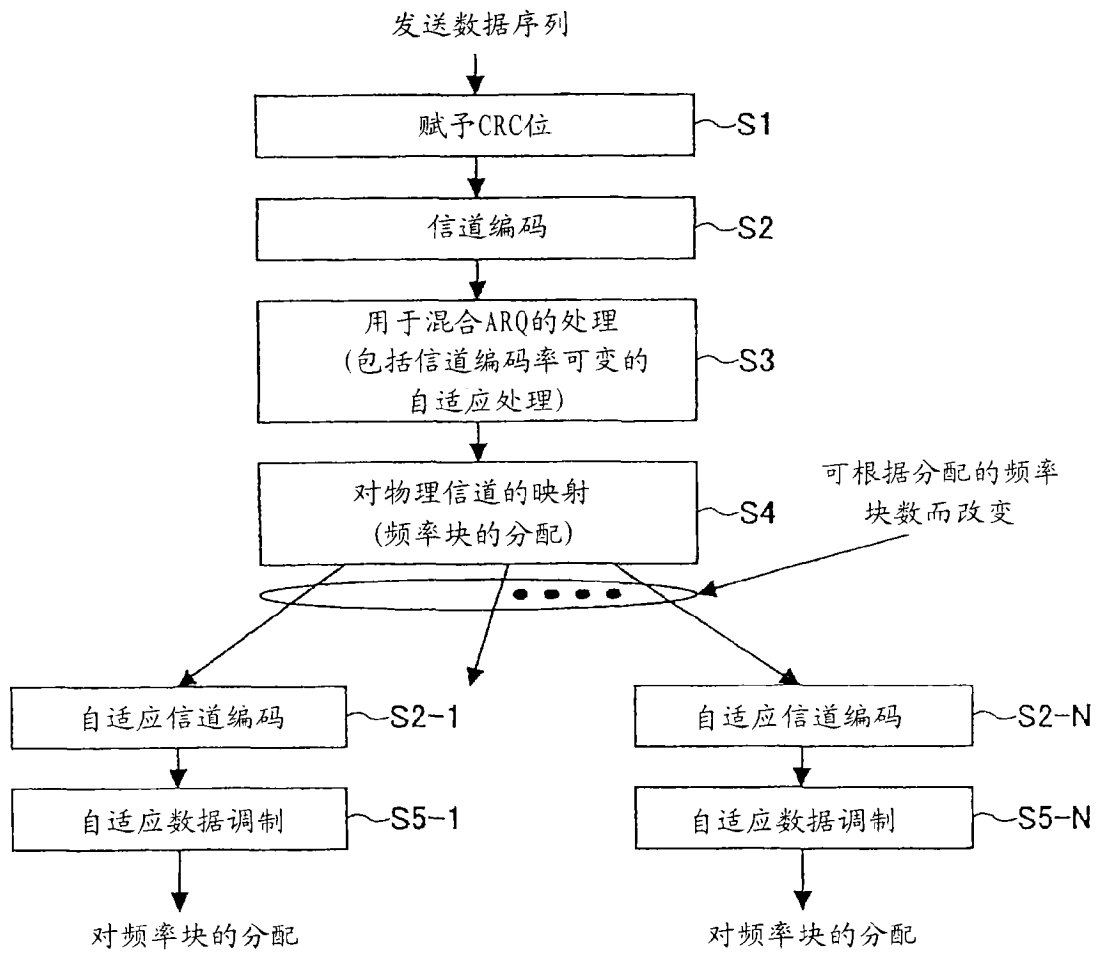 发送数据序列
赋予CRC位
S1
信道编码
S2
用于混合ARQ的处理
(包括信道编码率可变的
自适应处理)
S3
对物理信道的映射
(频率块的分配)
S4
可根据分配的频率
块数而改变
自适应信道编码
S2-1
自适应信道编码
S2-N
自适应数据调制
S5-1
自适应数据调制
S5-N
对频率块的分配
对频率块的分配